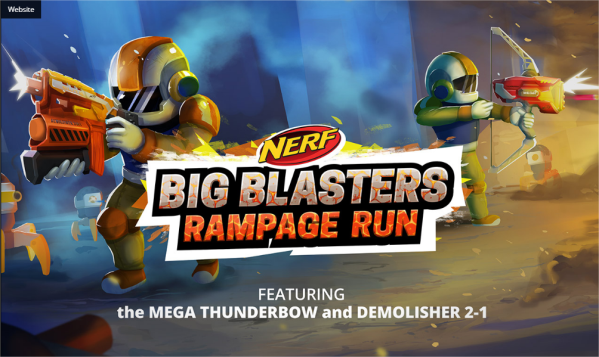 Website
NERF
BIG BLASTERS
RAMPAGE RUN
FEATURING
the MEGA THUNDERBOW and DEMOLISHER 2-1